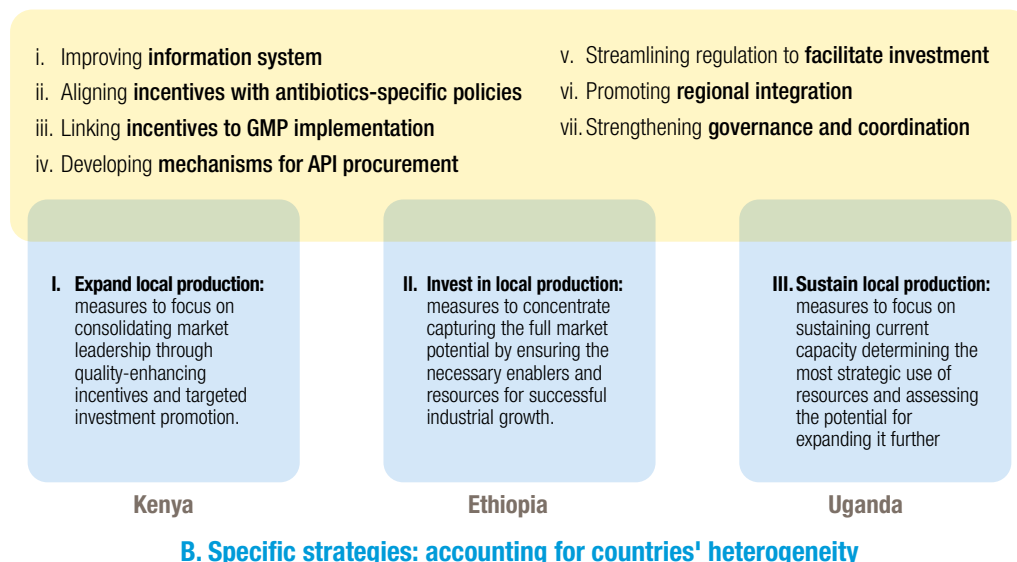 i. Improving information system
ii. Aligning incentives with antibiotics-specific policies
iii. Linking incentives to GMP implementation
iv. Developing mechanisms for API procurement
v. Streamlining regulation to facilitate investment
vi. Promoting regional integration
vii. Strengthening governance and coordination
I. Expand local production:
measures to focus on
consolidating market
leadership through
quality-enhancing
incentives and targeted
investment promotion.
II. Invest in local production:
measures to concentrate
capturing the full market
potential by ensuring the
necessary enablers and
resources for successful
industrial growth.
III. Sustain local production:
measures to focus on
sustaining current
capacity determining the
most strategic use of
resources and assessing
the potential for
expanding it further
Kenya
Ethiopia
Uganda
B. Specific strategies: accounting for countries' heterogeneity